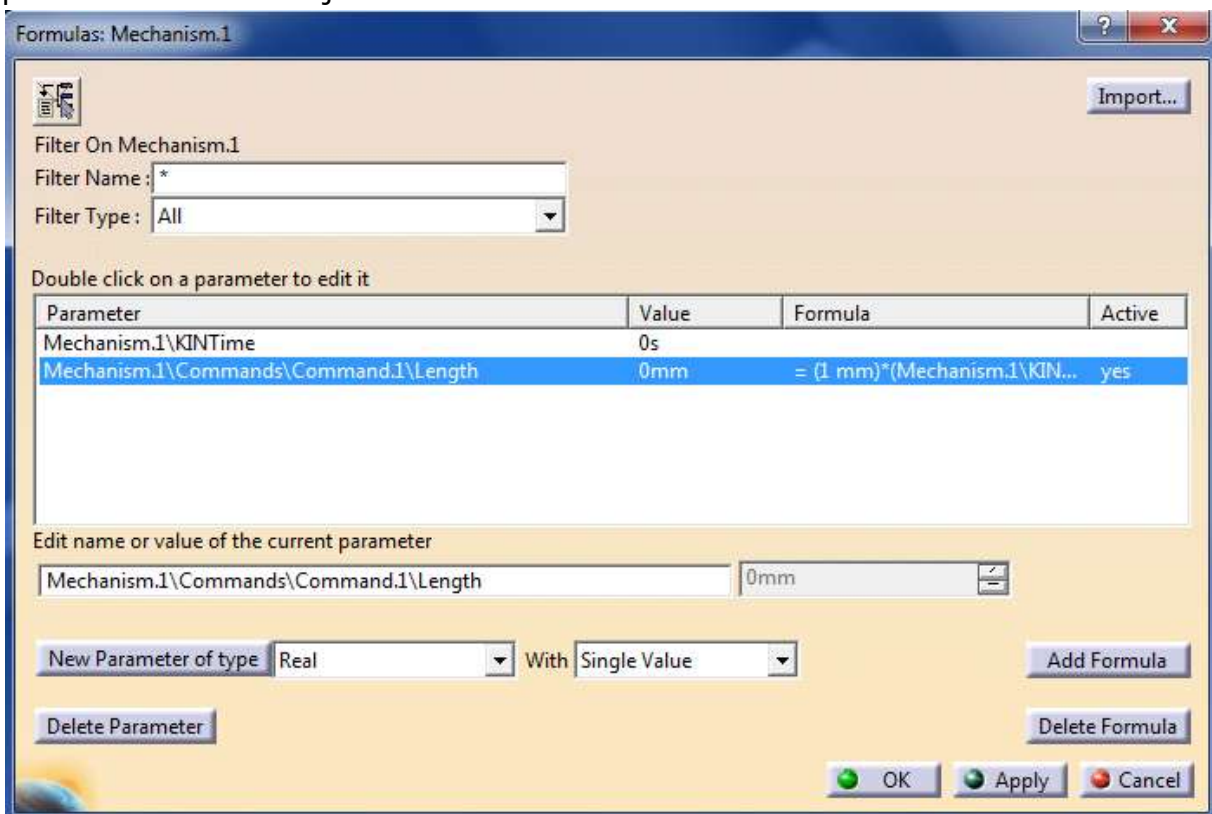 Formulas: Mechanism.1
Import...
Filter On Mechanism.1
Filter Name : *
Filter Type : All
Double click on a parameter to edit it
Parameter Value Formula Active
Mechanism.1\KINTime 0s
Mechanism.1\Commands\Command.1\Length 0mm = (1 mm)*(Mechanism.1\KIN... yes
Edit name or value of the current parameter
Mechanism.1\Commands\Command.1\Length 0mm
New Parameter of type Real With Single Value Add Formula
Delete Parameter Delete Formula
OK Apply Cancel